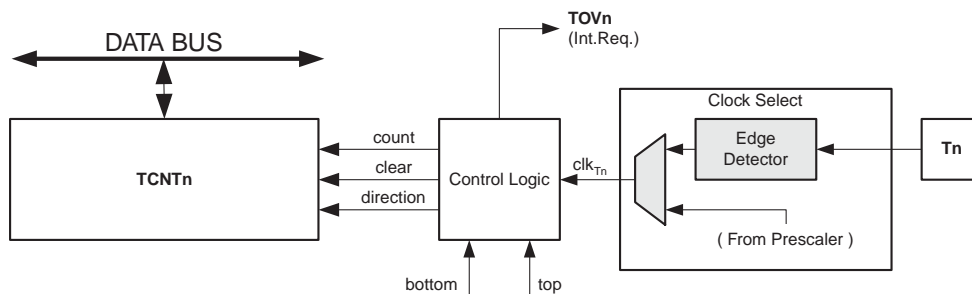 TOVn
(Int.Req.)
DATA BUS
Clock Select
count
Edge
Detector
Tn
TCNTn
clear
Control Logic
clkTn
direction
( From Prescaler )
bottom
top